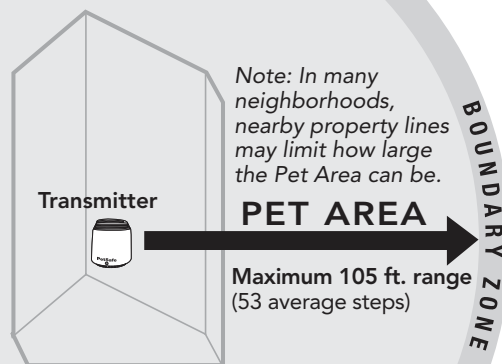 Note: In many
neighborhoods,
nearby property lines
may limit how large
the Pet Area can be.
Transmitter
PetSafe
PET AREA
Maximum 105 ft. range
(53 average steps)
BOUNDARY ZONE